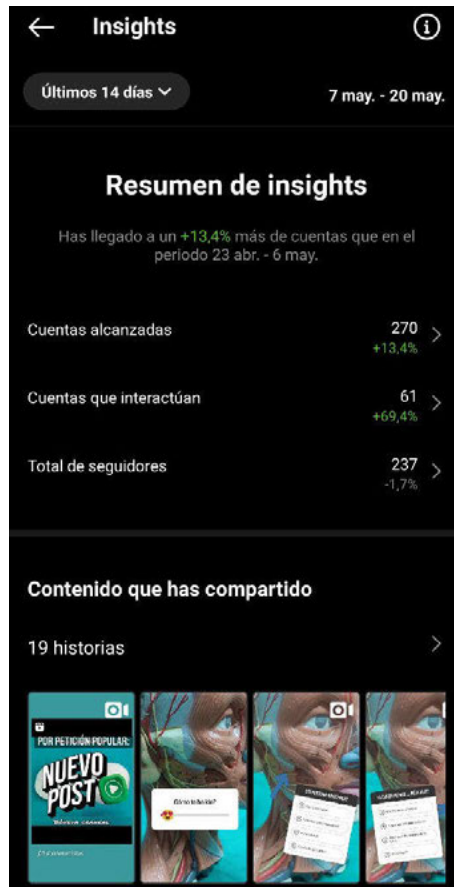 Insights
Últimos 14 días
7 may. - 20 may.
Resumen de insights
Has llegado a un +13,4% más de cuentas que en el
periodo 23 abr. - 6 may.
Cuentas alcanzadas
270
+13,4%
Cuentas que interactúan
61
+69,4%
Total de seguidores
237
-1,7%
Contenido que has compartido
19 historias
POR PETICIÓN POPULAR:
NUEVO
POST